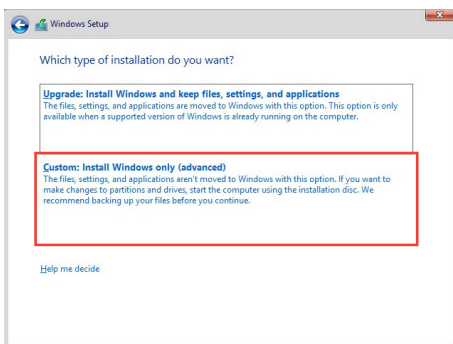 Windows Setup
Which type of installation do you want?
Upgrade: Install Windows and keep files, settings, and applications
The files, settings, and applications are moved to Windows with this option. This option is only
available when a supported version of Windows is already running on the computer.
Custom: Install Windows only (advanced)
The files, settings, and applications aren't moved to Windows with this option. If you want to
make changes to partitions and drives, start the computer using the installation disc. We
recommend backing up your files before you continue.
Help me decide